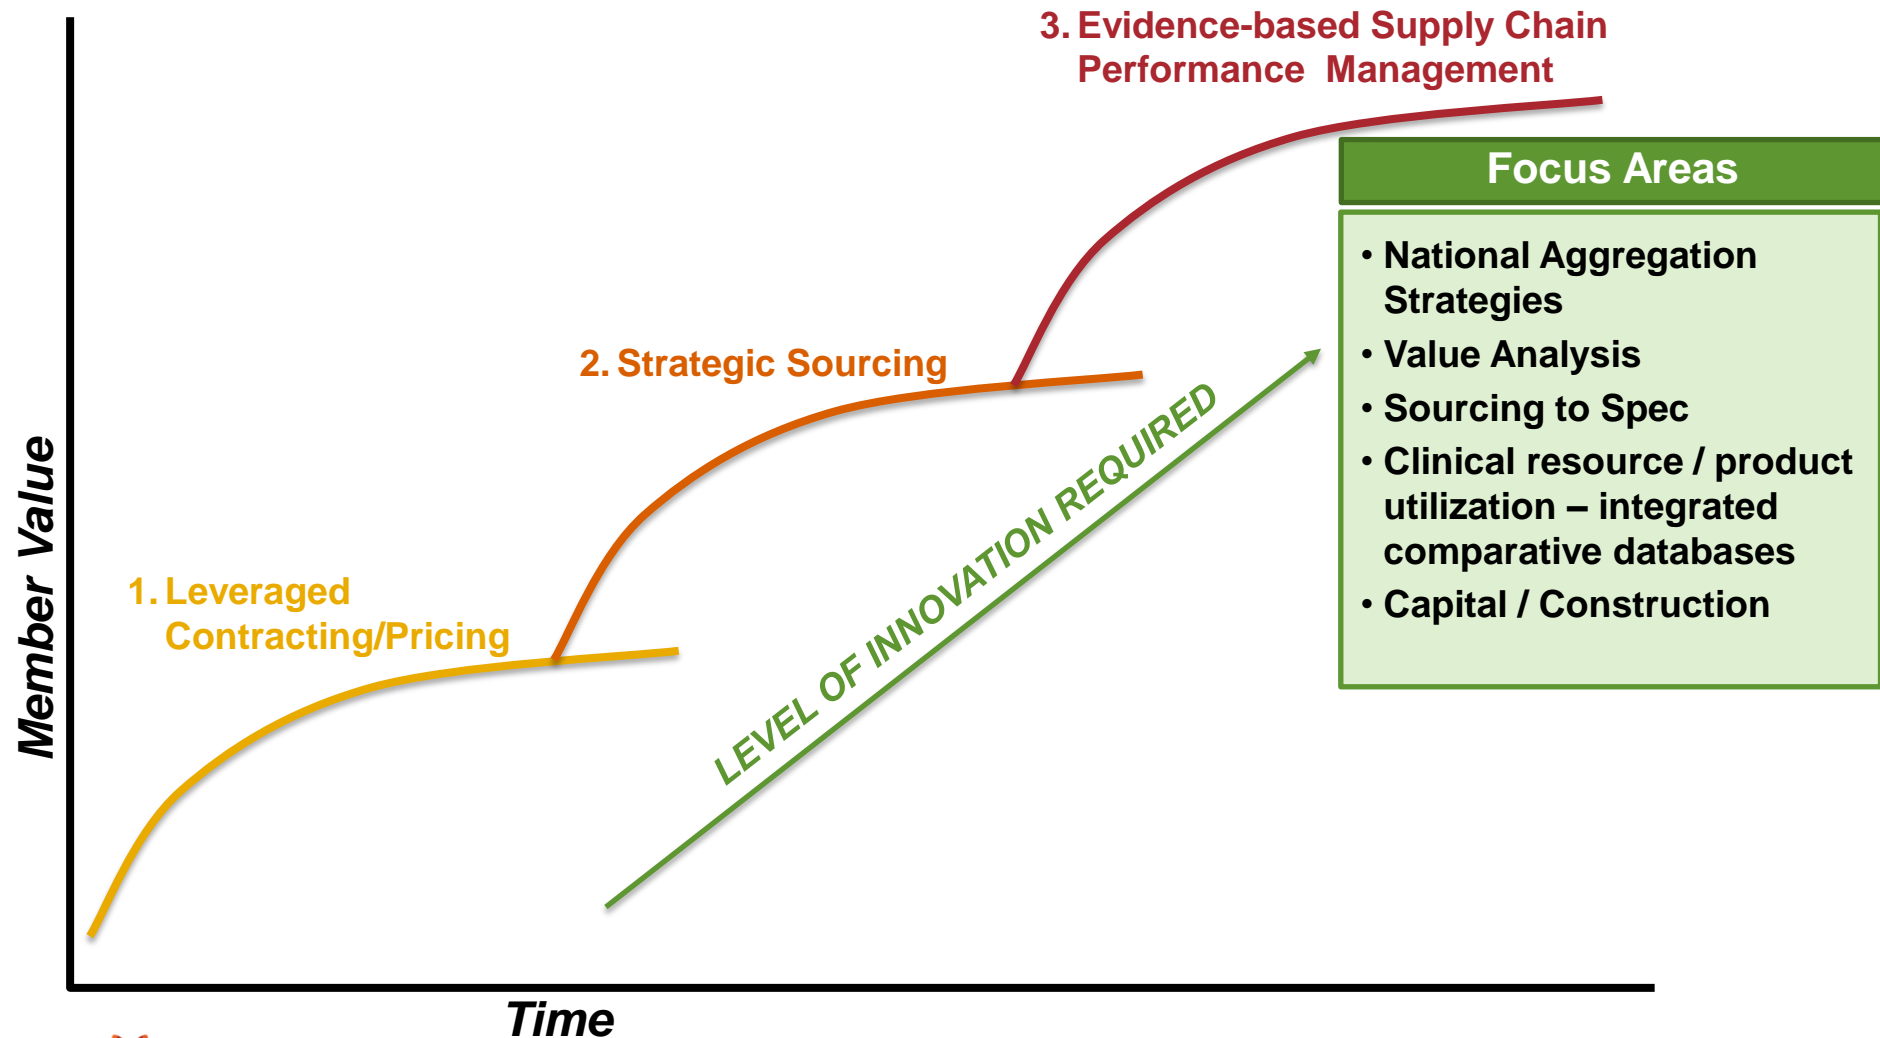 3. Evidence-based Supply Chain
Performance Management
Focus Areas
• National Aggregation
Strategies
• Value Analysis
• Sourcing to Spec
• Clinical resource / product
utilization – integrated
comparative databases
• Capital / Construction
2. Strategic Sourcing
LEVEL OF INNOVATION REQUIRED
1. Leveraged
Contracting/Pricing
Member Value
Time